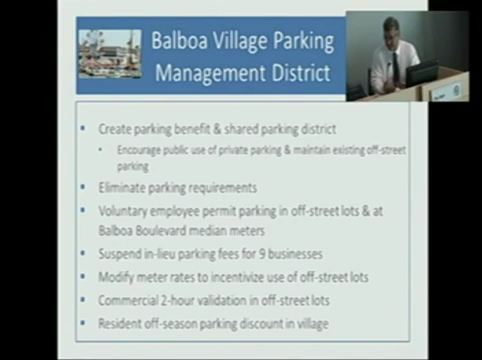 Balboa Village Parking
Management District
Create parking benefit & shared parking district
Encourage public use of private parking & maintain existing off-street
parking
Eliminate parking requirements
Voluntary employee permit parking in off-street lots & at
Balboa Boulevard median meters
Suspend in-lieu parking fees for 9 businesses
Modify meter rates to incentivize use of off-street lots
Commercial 2-hour validation in off-street lots
Resident off-season parking discount in village